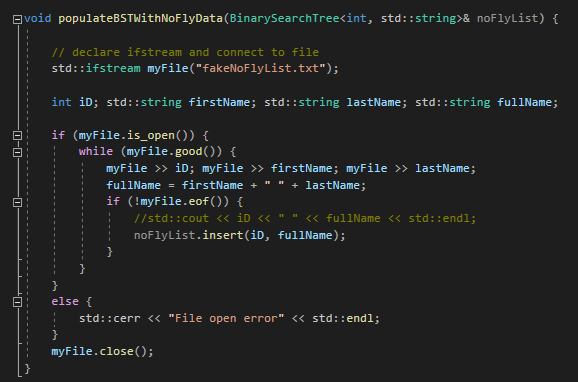 void populateBSTWithNoFlyData(BinarySearchTree<int, std::string>& noFlyList) {
// declare ifstream and connect to file
std::ifstream myFile("fakeNoFlyList.txt");
int iD; std::string firstName; std::string lastName; std::string fullName;
if (myFile.is_open()) {
while (myFile.good()) {
myFile >> iD; myFile >> firstName; myFile >> lastName;
fullName = firstName + " " + lastName;
if (!myFile.eof()) {
//std::cout << iD << " " << fullName << std::endl;
noFlyList.insert(iD, fullName);
}
}
}
else {
std::cerr << "File open error" << std::endl;
}
myFile.close();
}